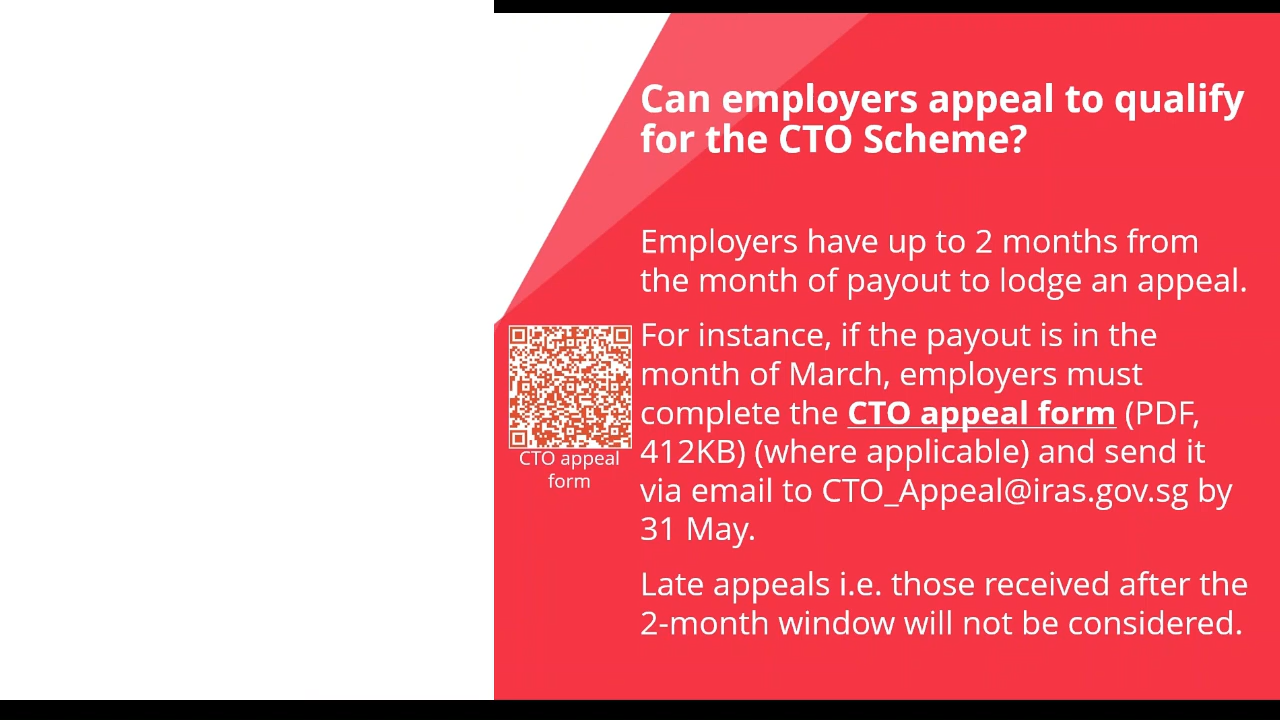 Can employers appeal to qualify
for the CTO Scheme?
Employers have up to 2 months from
the month of payout to lodge an appeal.
For instance, if the payout is in the
month of March, employers must
complete the CTO appeal form (PDF,
412KB) (where applicable) and send it
via email to CTO_Appeal@iras.gov.sg by
31 May.
Late appeals i.e. those received after the
2-month window will not be considered.
CTO appeal
form